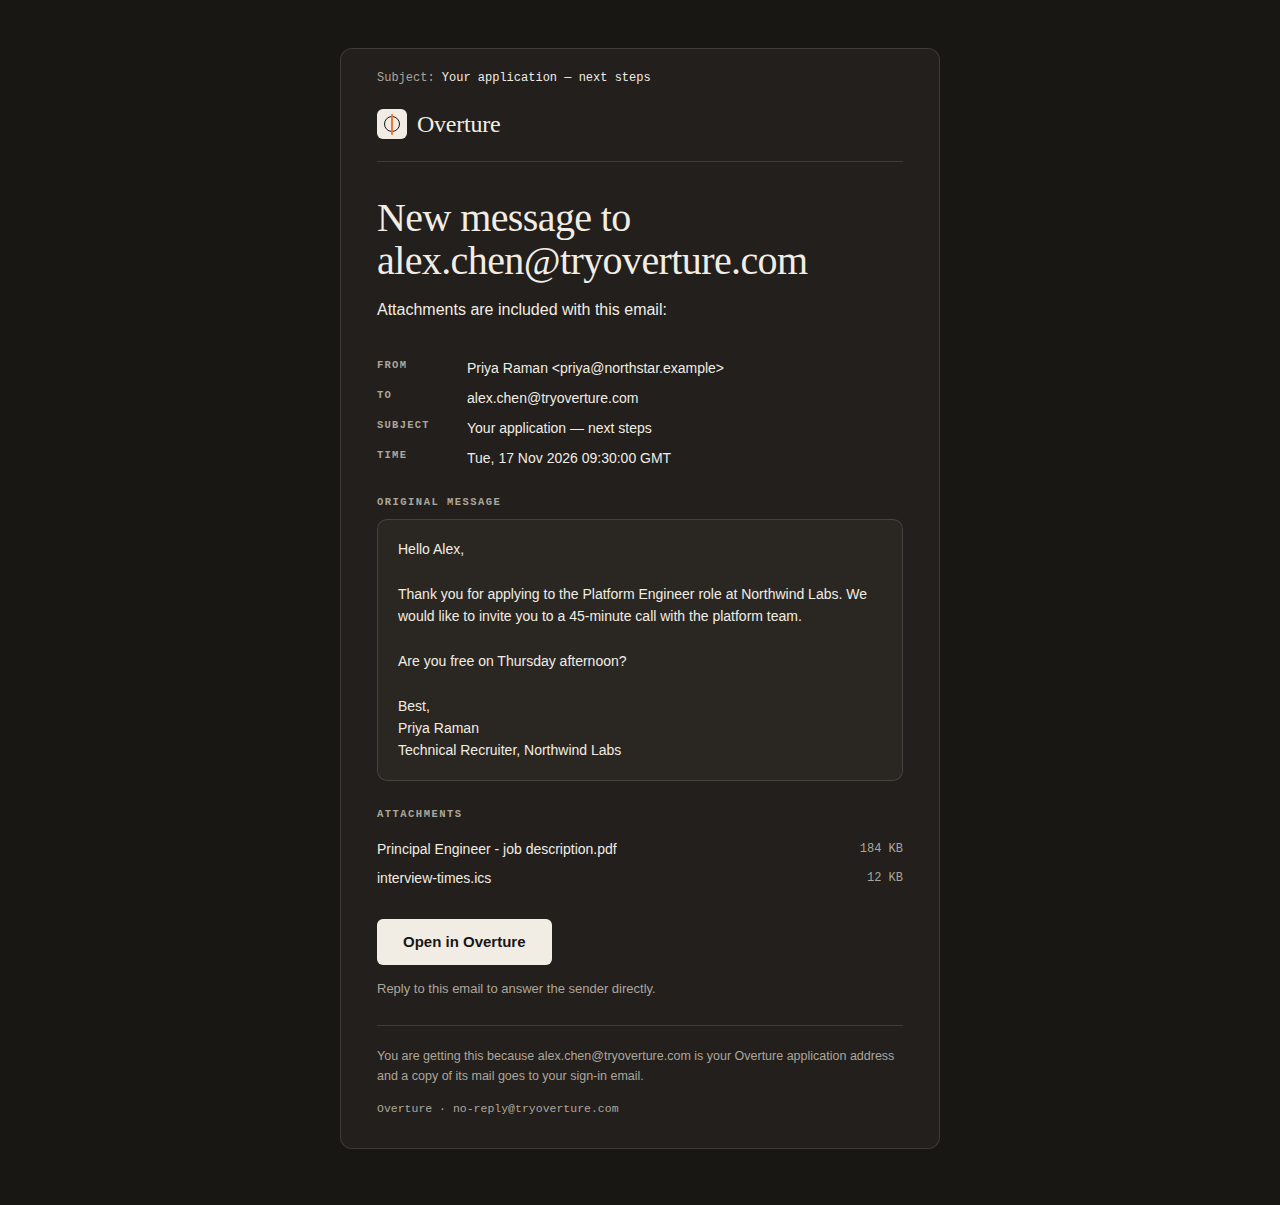 Subject: Your application — next steps
Overture
New message to
alex.chen@tryoverture.com
Attachments are included with this email:
FROM Priya Raman <priya@northstar.example>
TO alex.chen@tryoverture.com
SUBJECT Your application — next steps
TIME Tue, 17 Nov 2026 09:30:00 GMT
ORIGINAL MESSAGE
Hello Alex,
Thank you for applying to the Platform Engineer role at Northwind Labs. We
would like to invite you to a 45-minute call with the platform team.
Are you free on Thursday afternoon?
Best,
Priya Raman
Technical Recruiter, Northwind Labs
ATTACHMENTS
Principal Engineer - job description.pdf 184 KB
interview-times.ics 12 KB
Open in Overture
Reply to this email to answer the sender directly.
You are getting this because alex.chen@tryoverture.com is your Overture application address
and a copy of its mail goes to your sign-in email.
Overture · no-reply@tryoverture.com